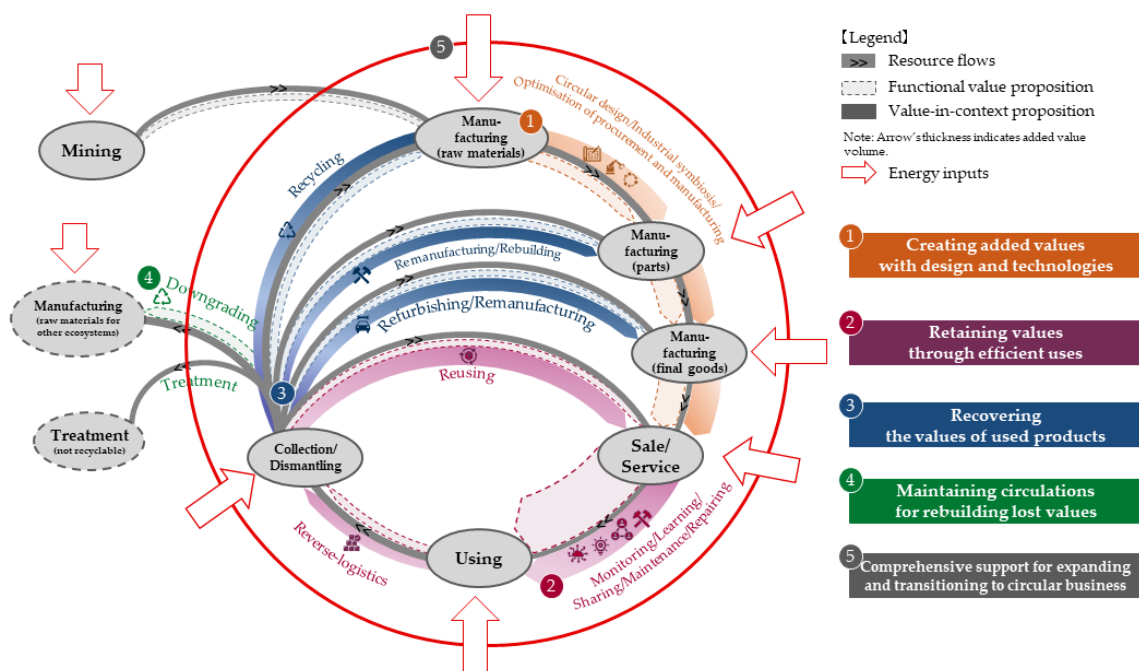 5
Mining
Manu-
facturing
(raw materials)
1
Circular design/Industrial symbiosis/
Optimisation of procurement and manufacturing
Recycling
Manu-
facturing
(parts)
Remanufacturing/Rebuilding
4
Downgrading
Manufacturing
(raw materials for
other ecosystems)
Refurbishing/Remanufacturing
Manu-
facturing
(final goods)
Reusing
Treatment
3
Treatment
(not recyclable)
Collection/
Dismantling
Sale/
Service
Reverse-logistics
Using
2
Monitoring/Learning/
Sharing/Maintenance/Repairing
【Legend】
>> Resource flows
Functional value proposition
Value-in-context proposition
Note: Arrow's thickness indicates added value
volume.
Energy inputs
1
Creating added values
with design and technologies
2
Retaining values
through efficient uses
3
Recovering
the values of used products
4
Maintaining circulations
for rebuilding lost values
5
Comprehensive support for expanding
and transitioning to circular business